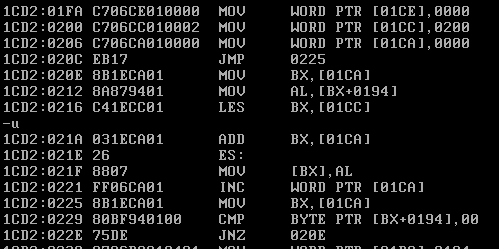 1CD2:01FA C706CE010000 MOV WORD PTR [01CE],0000
1CD2:0200 C706CC010002 MOV WORD PTR [01CC],0200
1CD2:0206 C706CA010000 MOV WORD PTR [01CA],0000
1CD2:020C EB17 JMP 0225
1CD2:020E 8B1ECA01 MOV BX,[01CA]
1CD2:0212 8A879401 MOV AL,[BX+0194]
1CD2:0216 C41ECC01 LES BX,[01CC]
-u
1CD2:021A 031ECA01 ADD BX,[01CA]
1CD2:021E 26 ES:
1CD2:021F 8807 MOV [BX],AL
1CD2:0221 FF06CA01 INC WORD PTR [01CA]
1CD2:0225 8B1ECA01 MOV BX,[01CA]
1CD2:0229 80BF940100 CMP BYTE PTR [BX+0194],00
1CD2:022E 75DE JNZ 020E